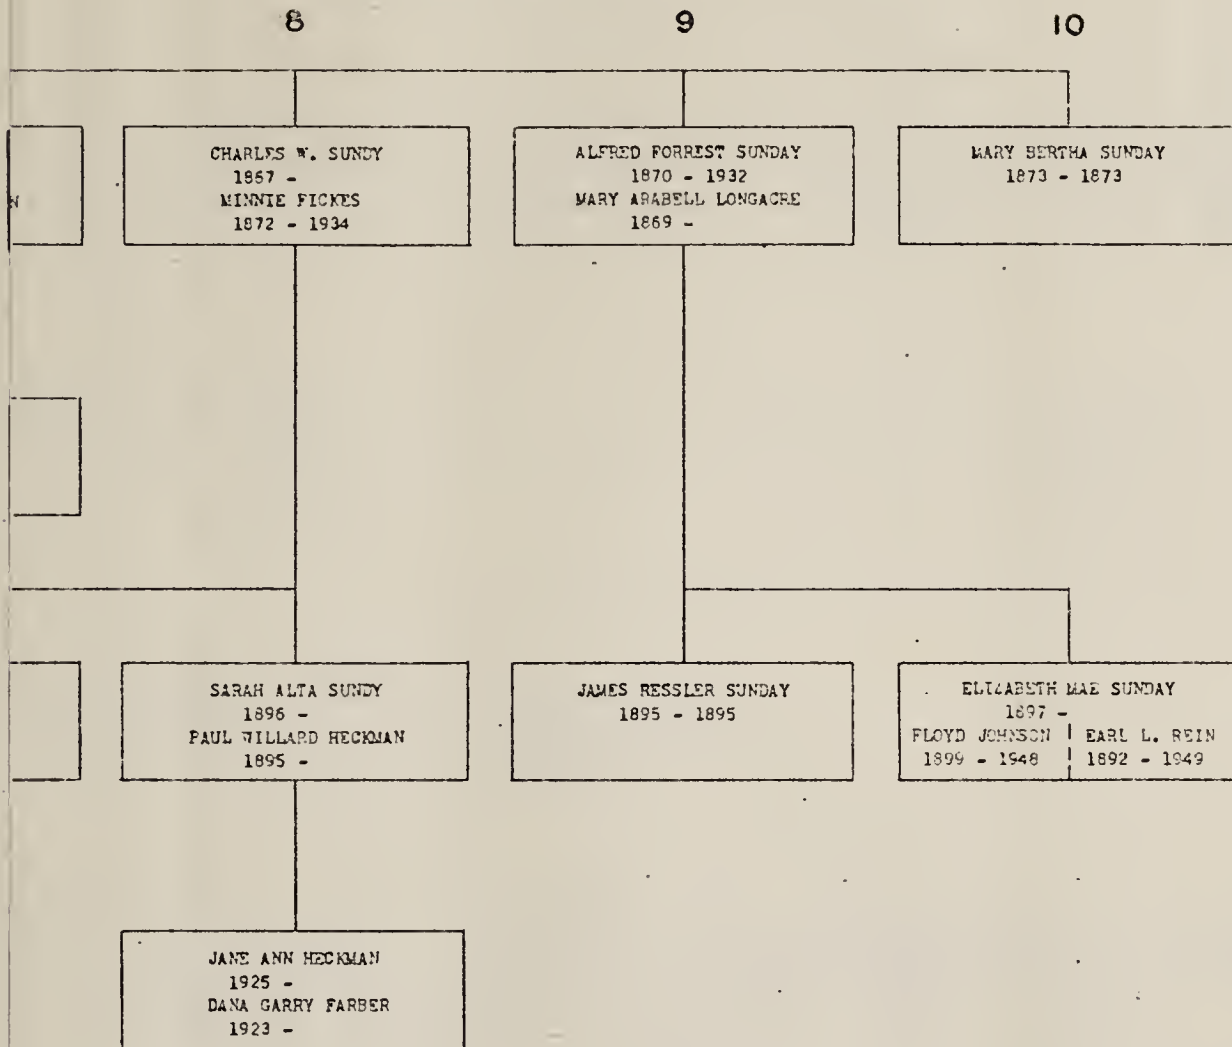 8 9 10
CHARLES W. SUNDY
1867 -
MINNIE FICKES
1872 - 1934
ALFRED FORREST SUNDAY
1870 - 1932
MARY ARABELL LONGACRE
1869 -
MARY BERTHA SUNDAY
1873 - 1873
N
SARAH ALTA SUNDY
1896 -
PAUL WILLARD HECKMAN
1895 -
JAMES RESSLER SUNDAY
1895 - 1895
ELIZABETH MAE SUNDAY
1897 -
FLOYD JOHNSON | EARL L. REIN
1899 - 1948 | 1892 - 1949
JANE ANN HECKMAN
1925 -
DANA GARRY FARBER
1923 -